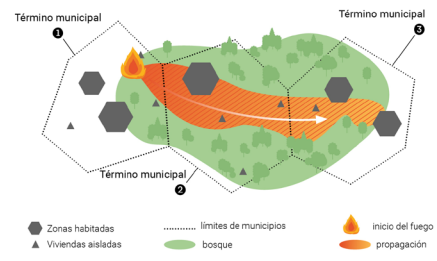 Término municipal
1
Término municipal
3
Término municipal
2
Zonas habitadas
Viviendas aisladas
límites de municipios
bosque
inicio del fuego
propagación